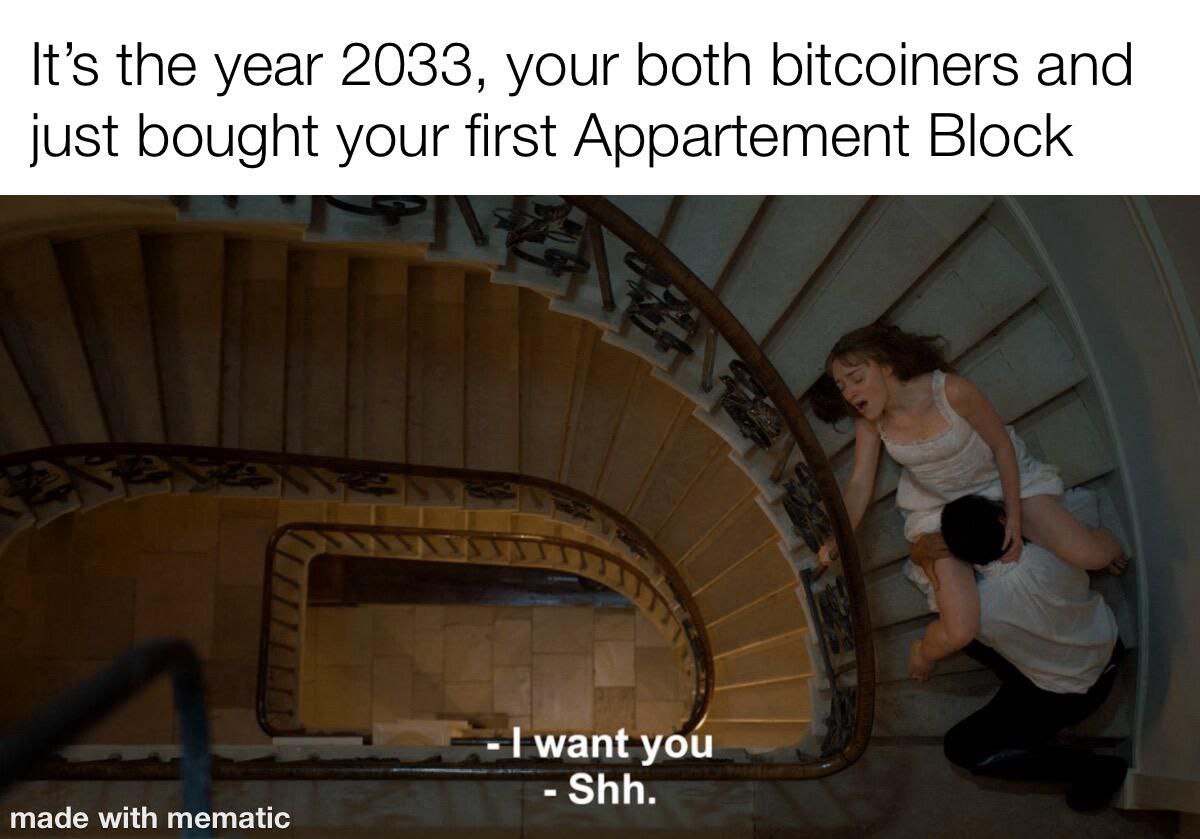 It’s the year 2033, your both bitcoiners and
just bought your first Appartement Block
- I want you
- Shh.
made with mematic